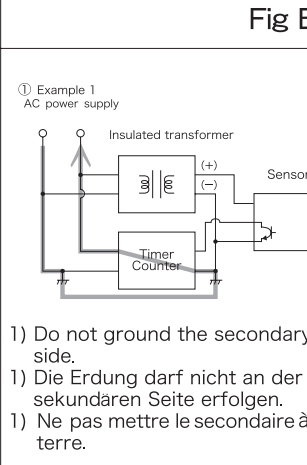 Fig
① Example 1
AC power supply
Insulated transformer
(+)
(−)
Sensor
Timer
Counter
1) Do not ground the secondary
side.
1) Die Erdung darf nicht an der
sekundären Seite erfolgen.
1) Ne pas mettre le secondaire à
terre.